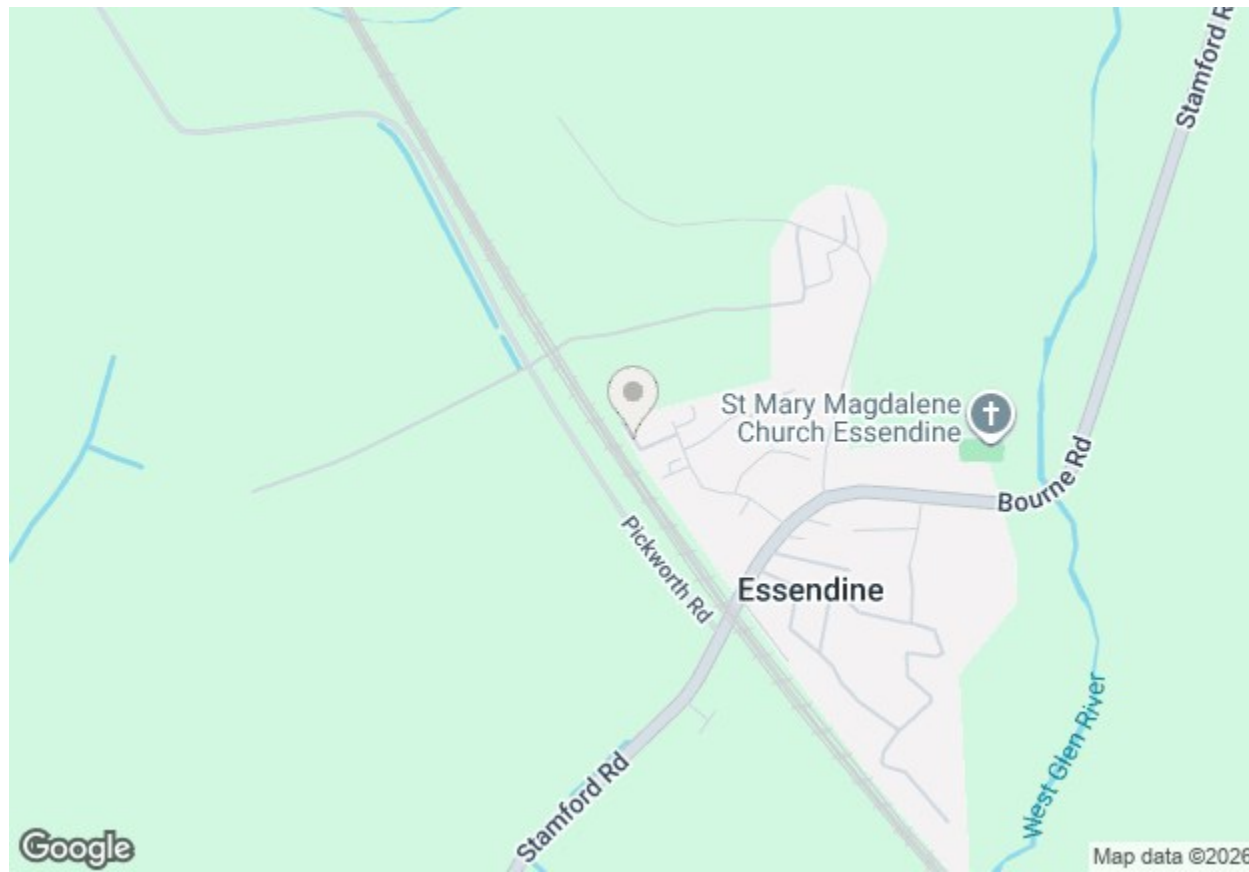 Stamford R
St Mary Magdalene
Church Essendine
Bourne Rd
Pickworth Rd
Essendine
West Glen River
Stamford Rd
Google
Map data ©2026